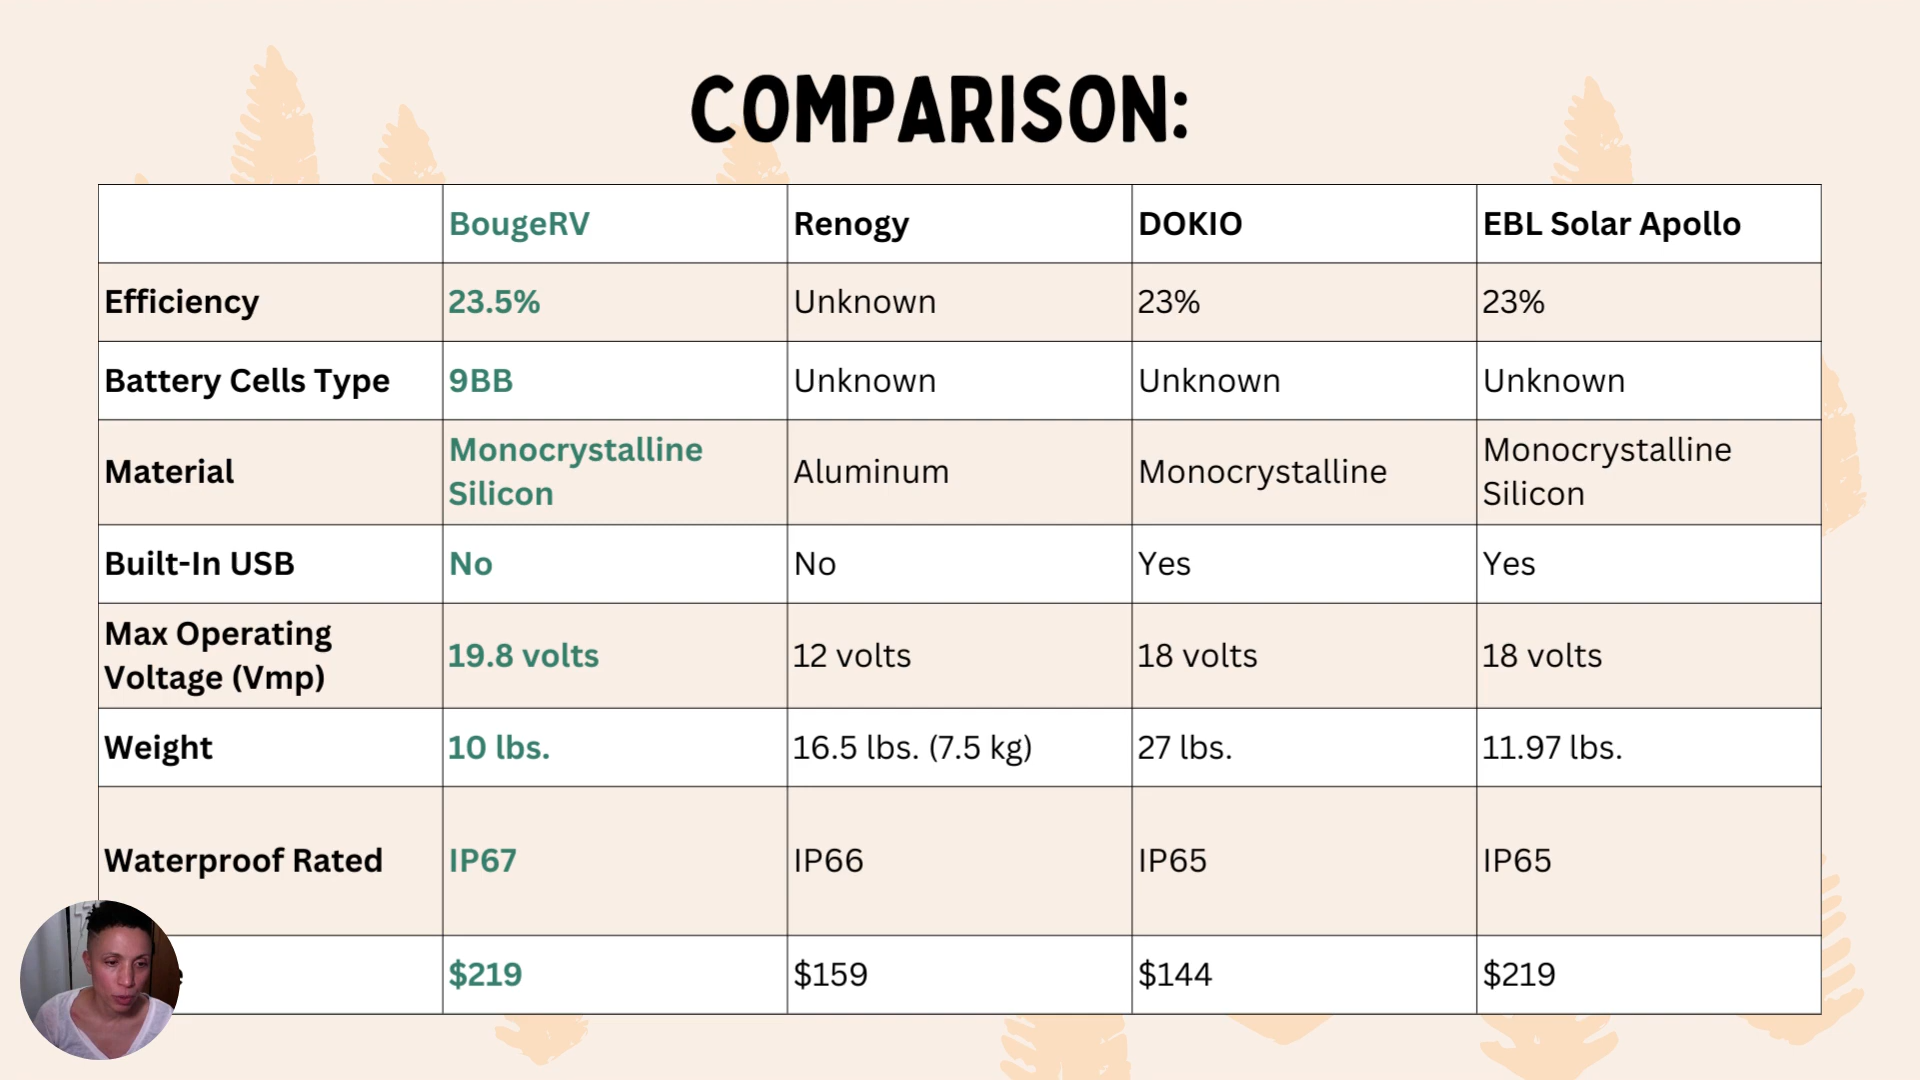 COMPARISON:
BougeRV Renogy DOKIO EBL Solar Apollo
Efficiency 23.5% Unknown 23% 23%
Battery Cells Type 9BB Unknown Unknown Unknown
Material Monocrystalline Silicon Aluminum Monocrystalline Monocrystalline Silicon
Built-In USB No No Yes Yes
Max Operating Voltage (Vmp) 19.8 volts 12 volts 18 volts 18 volts
Weight 10 lbs. 16.5 lbs. (7.5 kg) 27 lbs. 11.97 lbs.
Waterproof Rated IP67 IP66 IP65 IP65
$219 $159 $144 $219